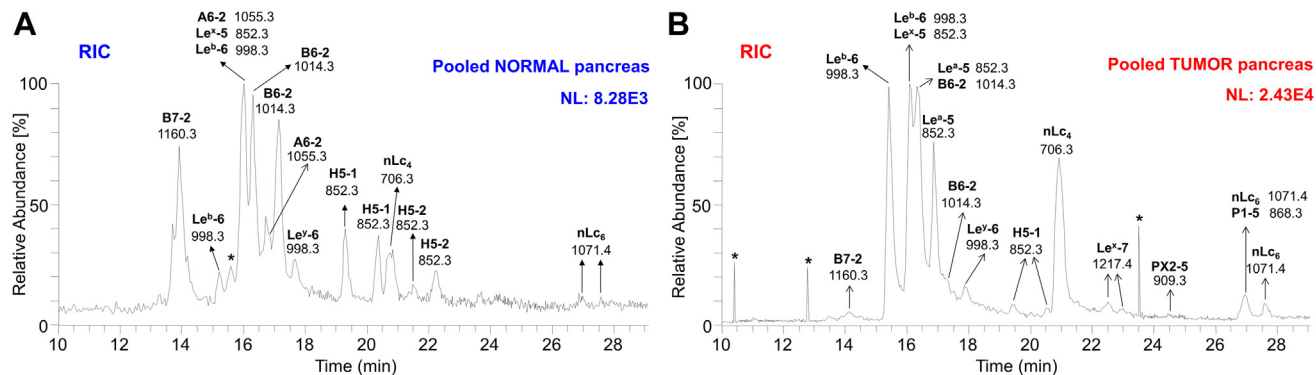 A
RIC
Pooled NORMAL pancreas
NL: 8.28E3
A6-2 1055.3
Leˣ-5 852.3
Leᵇ-6 998.3
B6-2
1014.3
B7-2
1160.3
B6-2
1014.3
A6-2
1055.3
Leᵇ-6
998.3
*
Leʸ-6
998.3
H5-1
852.3
nLc₄
706.3
H5-1
852.3
H5-2
852.3
H5-2
852.3
nLc₆
1071.4
Relative Abundance [%]
100
50
0
10 12 14 16 18 20 22 24 26 28
Time (min)
B
RIC
Pooled TUMOR pancreas
NL: 2.43E4
Leᵇ-6 998.3
Leˣ-5 852.3
Leᵇ-6
998.3
Leᵃ-5 852.3
B6-2 1014.3
Leᵃ-5
852.3
nLc₄
706.3
B6-2
1014.3
Leʸ-6
998.3
*
*
B7-2
1160.3
H5-1
852.3
Leˣ-7
1217.4
*
PX2-5
909.3
nLc₆ 1071.4
P1-5 868.3
nLc₆
1071.4
Relative Abundance [%]
100
50
0
10 12 14 16 18 20 22 24 26 28
Time (min)